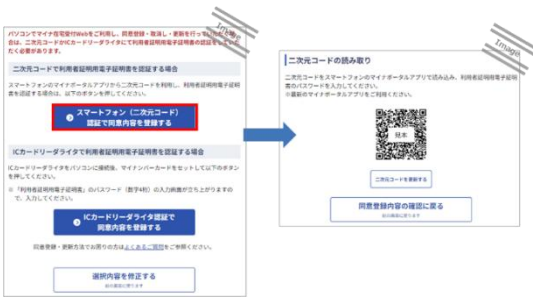 パソコンでマイナ在宅受付Webをご利用し、同意登録・取消し・更新を行っていただく場
合は、二次元コードかICカードリーダライタにて利用者証明用電子証明書の認証をしていた
だく必要があります。
二次元コードで利用者証明用電子証明書を認証する場合
スマートフォンのマイナポータルアプリから二次元コードを利用し、利用者証明用電子証明
書を認証する場合は、以下のボタンを押してください。
スマートフォン（二次元コード）
認証で同意内容を登録する
ICカードリーダライタで利用者証明用電子証明書を認証する場合
ICカードリーダライタをパソコンに接続後、マイナンバーカードをセットして以下のボタン
を押してください。
※「利用者証明用電子証明書」のパスワード（数字4桁）の入力画面が立ち上がりますの
で、入力してください。
ICカードリーダライタ認証で
同意内容を登録する
同意登録・更新方法でお困りの方はよくあるご質問をご参照ください。
選択内容を修正する
前の画面に戻ります
Image
二次元コードの読み取り
二次元コードをスマートフォンのマイナポータルアプリで読み込み、利用者証明用電子証明
書のパスワードを入力してください。
※最新のマイナポータルアプリをご利用ください。
見本
二次元コードを更新する
同意登録内容の確認に戻る
前の画面に戻ります
Image